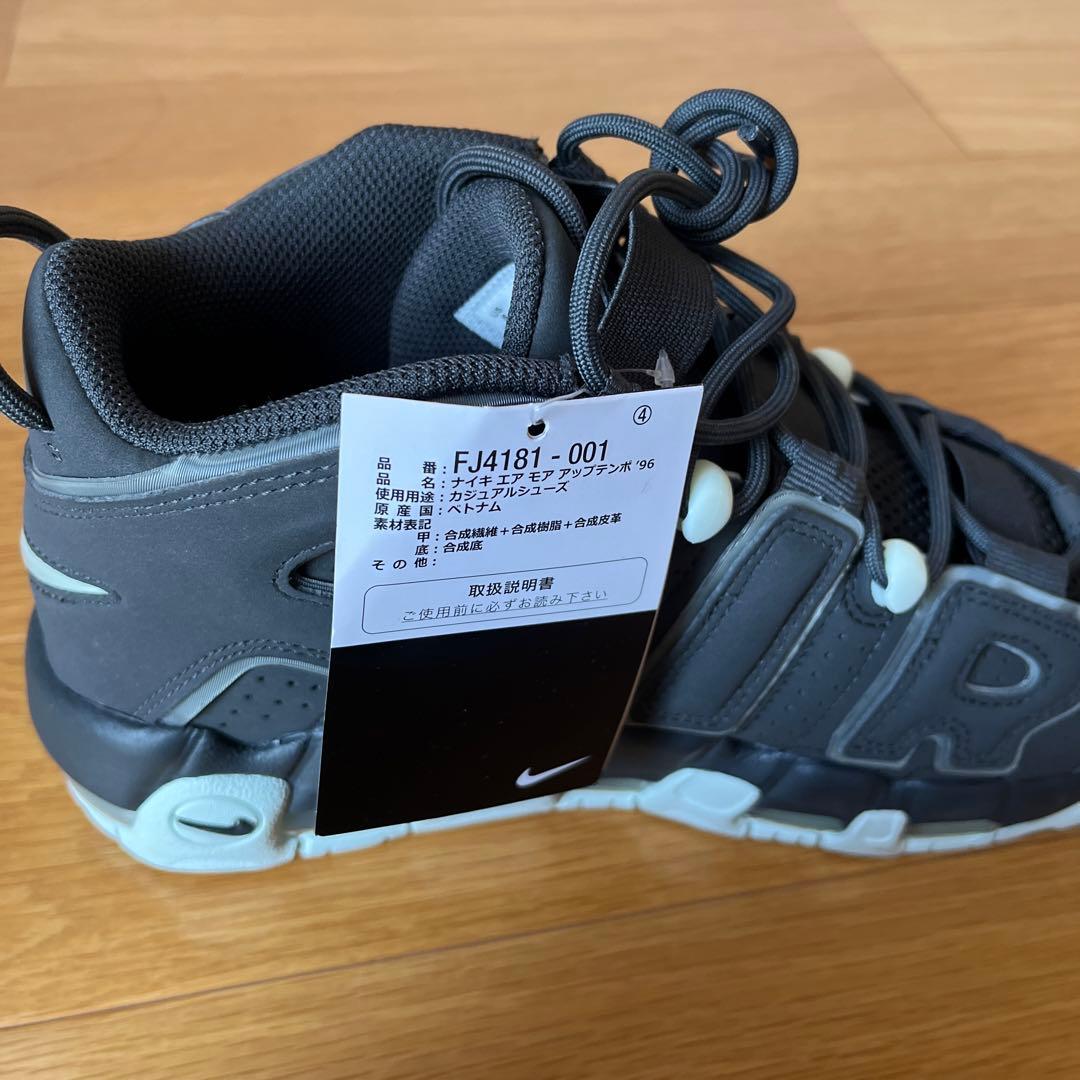 ④
品 番:FJ4181-001
品 名:ナイキ エア モア アップテンポ '96
使用用途:カジュアルシューズ
原 産 国:ベトナム
素材表記
甲:合成繊維+合成樹脂+合成皮革
底:合成底
そ の 他:
取扱説明書
ご使用前に必ずお読み下さい
R